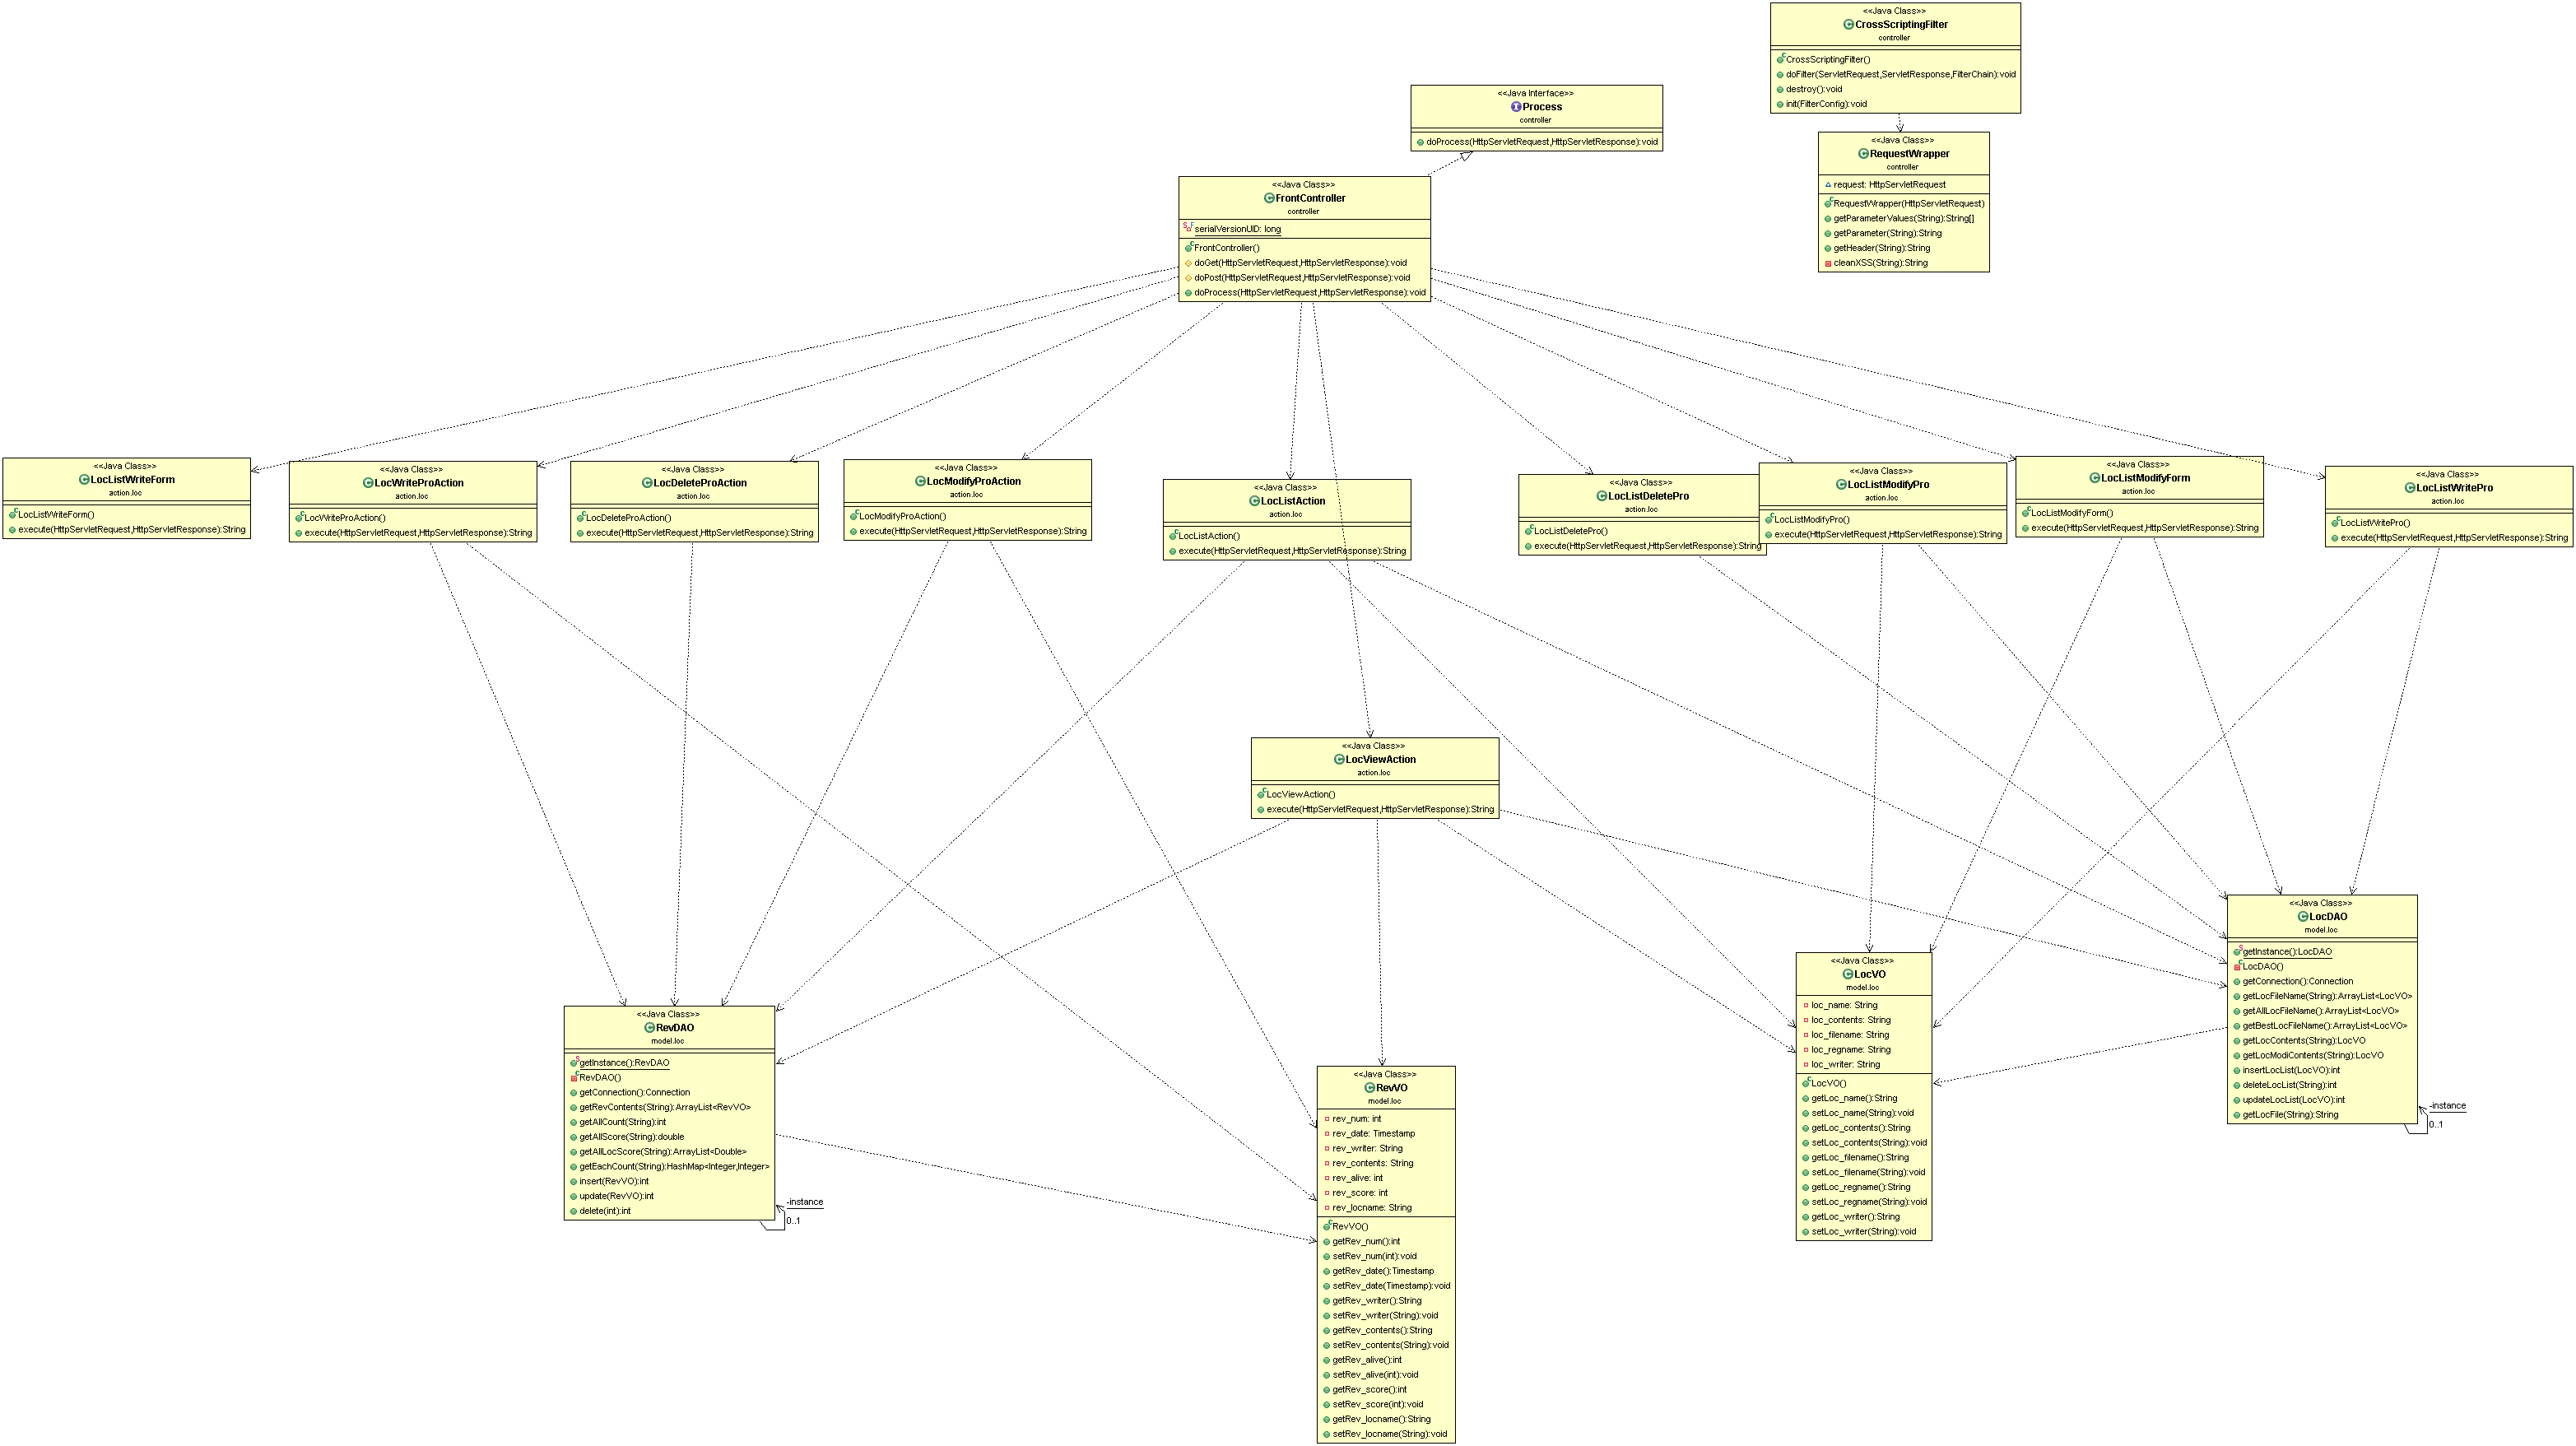 <<Java Class>>
CrossScriptingFilter
controller
CrossScriptingFilter()
doFilter(ServletRequest,ServletResponse,FilterChain):void
destroy():void
init(FilterConfig):void
<<Java Interface>>
Process
controller
doProcess(HttpServletRequest,HttpServletResponse):void
<<Java Class>>
RequestWrapper
controller
request: HttpServletRequest
RequestWrapper(HttpServletRequest)
getParameterValues(String):String[]
getParameter(String):String
getHeader(String):String
cleanXSS(String):String
<<Java Class>>
FrontController
controller
serialVersionUID: long
FrontController()
doGet(HttpServletRequest,HttpServletResponse):void
doPost(HttpServletRequest,HttpServletResponse):void
doProcess(HttpServletRequest,HttpServletResponse):void
<<Java Class>>
LocListWriteForm
action.loc
LocListWriteForm()
execute(HttpServletRequest,HttpServletResponse):String
<<Java Class>>
LocWriteProAction
action.loc
LocWriteProAction()
execute(HttpServletRequest,HttpServletResponse):String
<<Java Class>>
LocDeleteProAction
action.loc
LocDeleteProAction()
execute(HttpServletRequest,HttpServletResponse):String
<<Java Class>>
LocModifyProAction
action.loc
LocModifyProAction()
execute(HttpServletRequest,HttpServletResponse):String
<<Java Class>>
LocListAction
action.loc
LocListAction()
execute(HttpServletRequest,HttpServletResponse):String
<<Java Class>>
LocListDeletePro
action.loc
LocListDeletePro()
execute(HttpServletRequest,HttpServletResponse):String
<<Java Class>>
LocListModifyPro
action.loc
LocListModifyPro()
execute(HttpServletRequest,HttpServletResponse):String
<<Java Class>>
LocListModifyForm
action.loc
LocListModifyForm()
execute(HttpServletRequest,HttpServletResponse):String
<<Java Class>>
LocListWritePro
action.loc
LocListWritePro()
execute(HttpServletRequest,HttpServletResponse):String
<<Java Class>>
LocViewAction
action.loc
LocViewAction()
execute(HttpServletRequest,HttpServletResponse):String
<<Java Class>>
RevDAO
model.loc
getInstance():RevDAO
RevDAO()
getConnection():Connection
getRevContents(String):ArrayList<RevVO>
getAllCount(String):int
getAllScore(String):double
getAllLocScore(String):ArrayList<Double>
getEachCount(String):HashMap<Integer,Integer>
insert(RevVO):int
update(RevVO):int
delete(int):int
-instance
0..1
<<Java Class>>
RevVO
model.loc
rev_num: int
rev_date: Timestamp
rev_writer: String
rev_contents: String
rev_alive: int
rev_score: int
rev_locname: String
RevVO()
getRev_num():int
setRev_num(int):void
getRev_date():Timestamp
setRev_date(Timestamp):void
getRev_writer():String
setRev_writer(String):void
getRev_contents():String
setRev_contents(String):void
getRev_alive():int
setRev_alive(int):void
getRev_score():int
setRev_score(int):void
getRev_locname():String
setRev_locname(String):void
<<Java Class>>
LocVO
model.loc
loc_name: String
loc_contents: String
loc_filename: String
loc_regname: String
loc_writer: String
LocVO()
getLoc_name():String
setLoc_name(String):void
getLoc_contents():String
setLoc_contents(String):void
getLoc_filename():String
setLoc_filename(String):void
getLoc_regname():String
setLoc_regname(String):void
getLoc_writer():String
setLoc_writer(String):void
<<Java Class>>
LocDAO
model.loc
getInstance():LocDAO
LocDAO()
getConnection():Connection
getLocFileName(String):ArrayList<LocVO>
getAllLocFileName():ArrayList<LocVO>
getBestLocFileName():ArrayList<LocVO>
getLocContents(String):LocVO
getLocModiContents(String):LocVO
insertLocList(LocVO):int
deleteLocList(String):int
updateLocList(LocVO):int
getLocFile(String):String
-instance
0..1